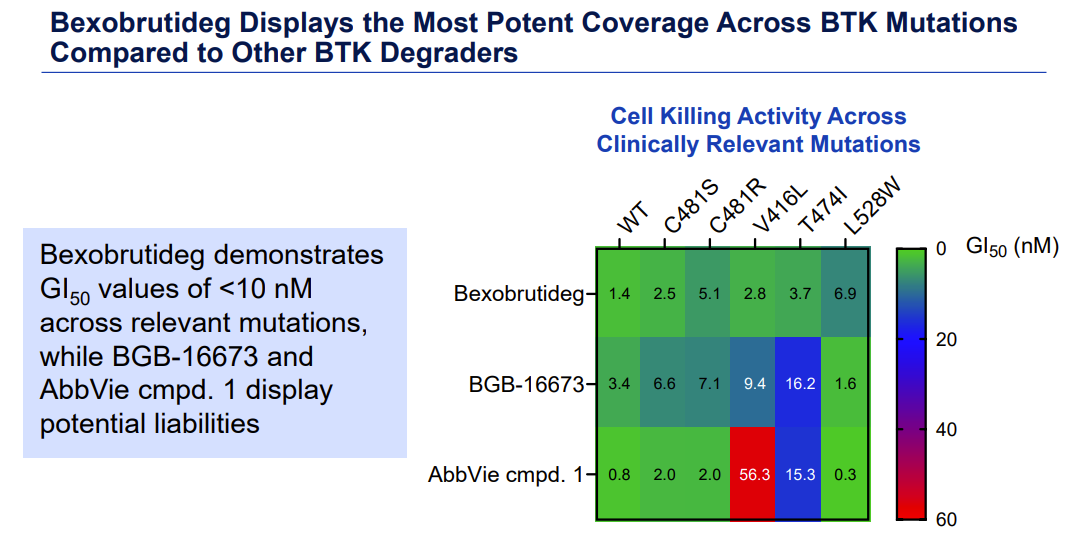 Bexobrutideg Displays the Most Potent Coverage Across BTK Mutations
Compared to Other BTK Degraders
Cell Killing Activity Across
Clinically Relevant Mutations
Bexobrutideg demonstrates
GI50 values of <10 nM
across relevant mutations,
while BGB-16673 and
AbbVie cmpd. 1 display
potential liabilities
WT C481S C481R V416L T474I L528W
Bexobrutideg 1.4 2.5 5.1 2.8 3.7 6.9
BGB-16673 3.4 6.6 7.1 9.4 16.2 1.6
AbbVie cmpd. 1 0.8 2.0 2.0 56.3 15.3 0.3
0 GI50 (nM)
20
40
60